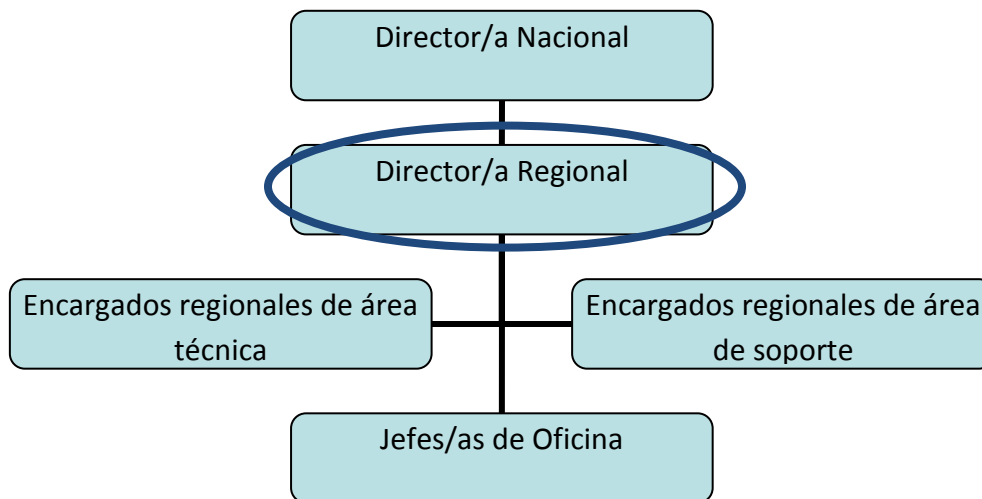 Director/a Nacional
Director/a Regional
Encargados regionales de área
técnica
Encargados regionales de área
de soporte
Jefes/as de Oficina